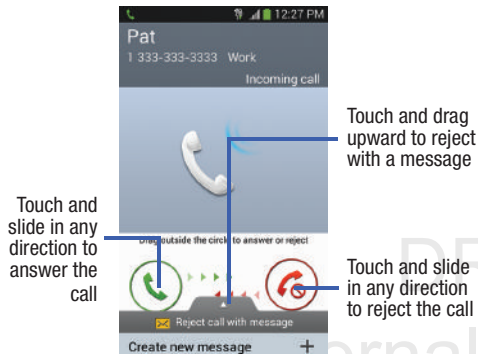 12:27 PM
Pat
1 333-333-3333 Work
Incoming call
Touch and drag
upward to reject
with a message
Touch and
slide in any
direction to
answer the
call
Drag outside the circle to answer or reject
Touch and slide
in any direction
to reject the call
Reject call with message
Create new message +